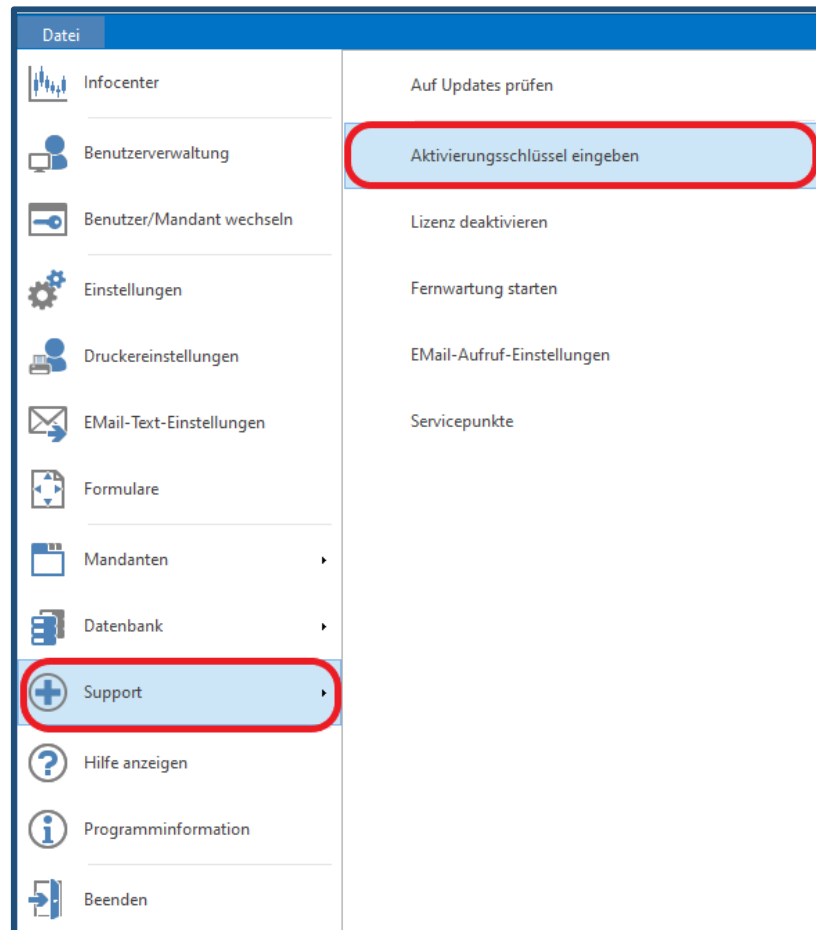 Datei
Infocenter
Benutzerverwaltung
Benutzer/Mandant wechseln
Einstellungen
Druckereinstellungen
EMail-Text-Einstellungen
Formulare
Mandanten
Datenbank
Support
Hilfe anzeigen
Programminformation
Beenden
Auf Updates prüfen
Aktivierungsschlüssel eingeben
Lizenz deaktivieren
Fernwartung starten
EMail-Aufruf-Einstellungen
Servicepunkte